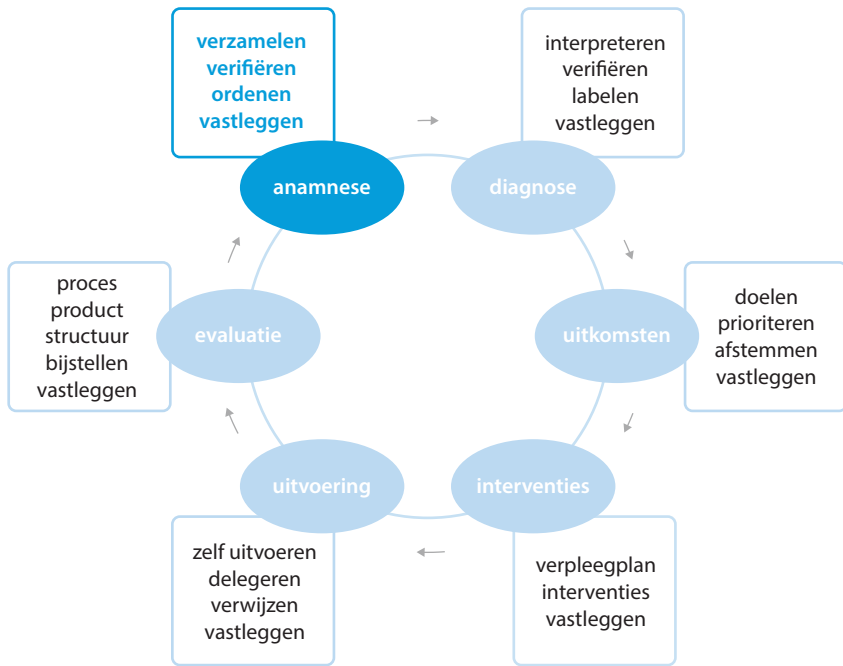 verzamelen
verifiëren
ordenen
vastleggen
anamnese
interpreteren
verifiëren
labelen
vastleggen
diagnose
doelen
prioriteren
afstemmen
vastleggen
uitkomsten
verpleegplan
interventies
vastleggen
interventies
zelf uitvoeren
delegeren
verwijzen
vastleggen
uitvoering
proces
product
structuur
bijstellen
vastleggen
evaluatie